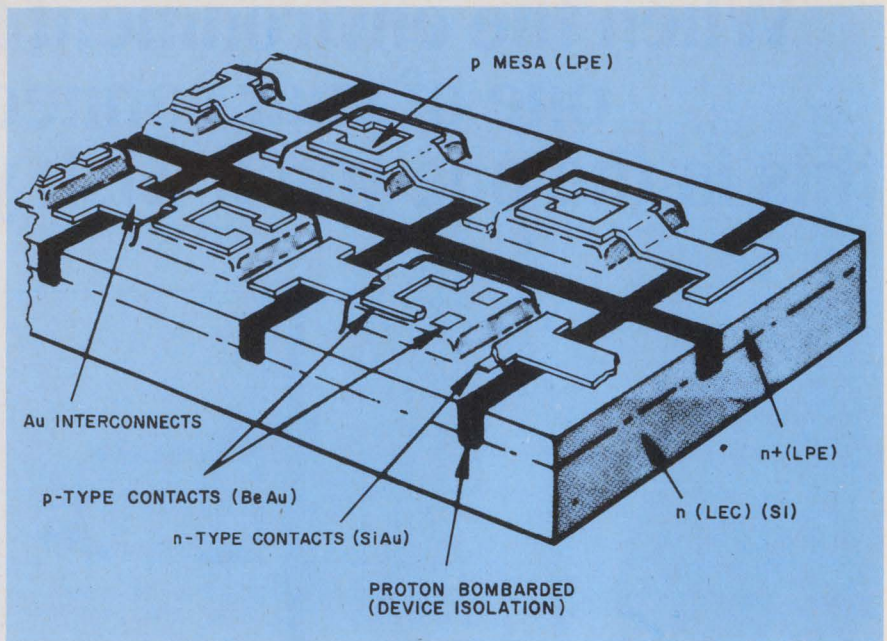 p MESA (LPE)
Au INTERCONNECTS
p-TYPE CONTACTS (BeAu)
n-TYPE CONTACTS (SiAu)
PROTON BOMBARDED
(DEVICE ISOLATION)
n+(LPE)
n (LEC) (SI)